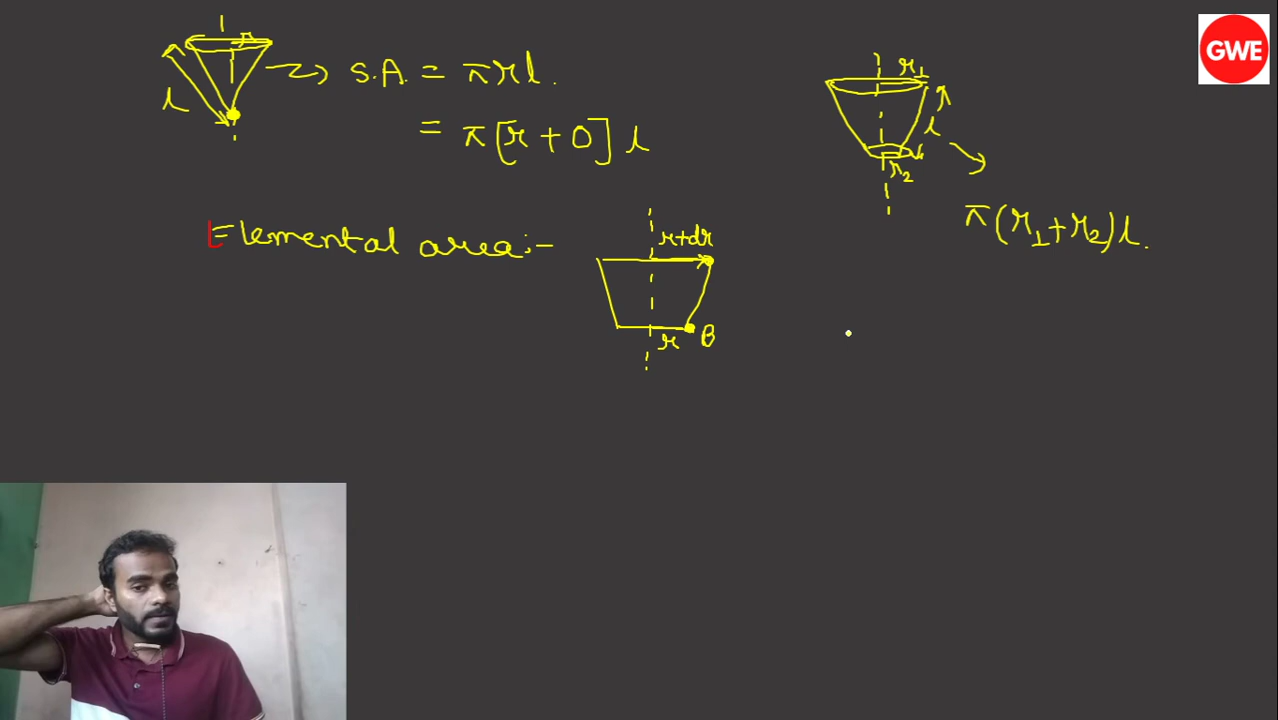 GWE
r
l
S.A. = πrl.
= π[r + 0] l
r₁
l
r₂
π(r₁+r₂)l.
Elemental area:-
r+dr
r
B